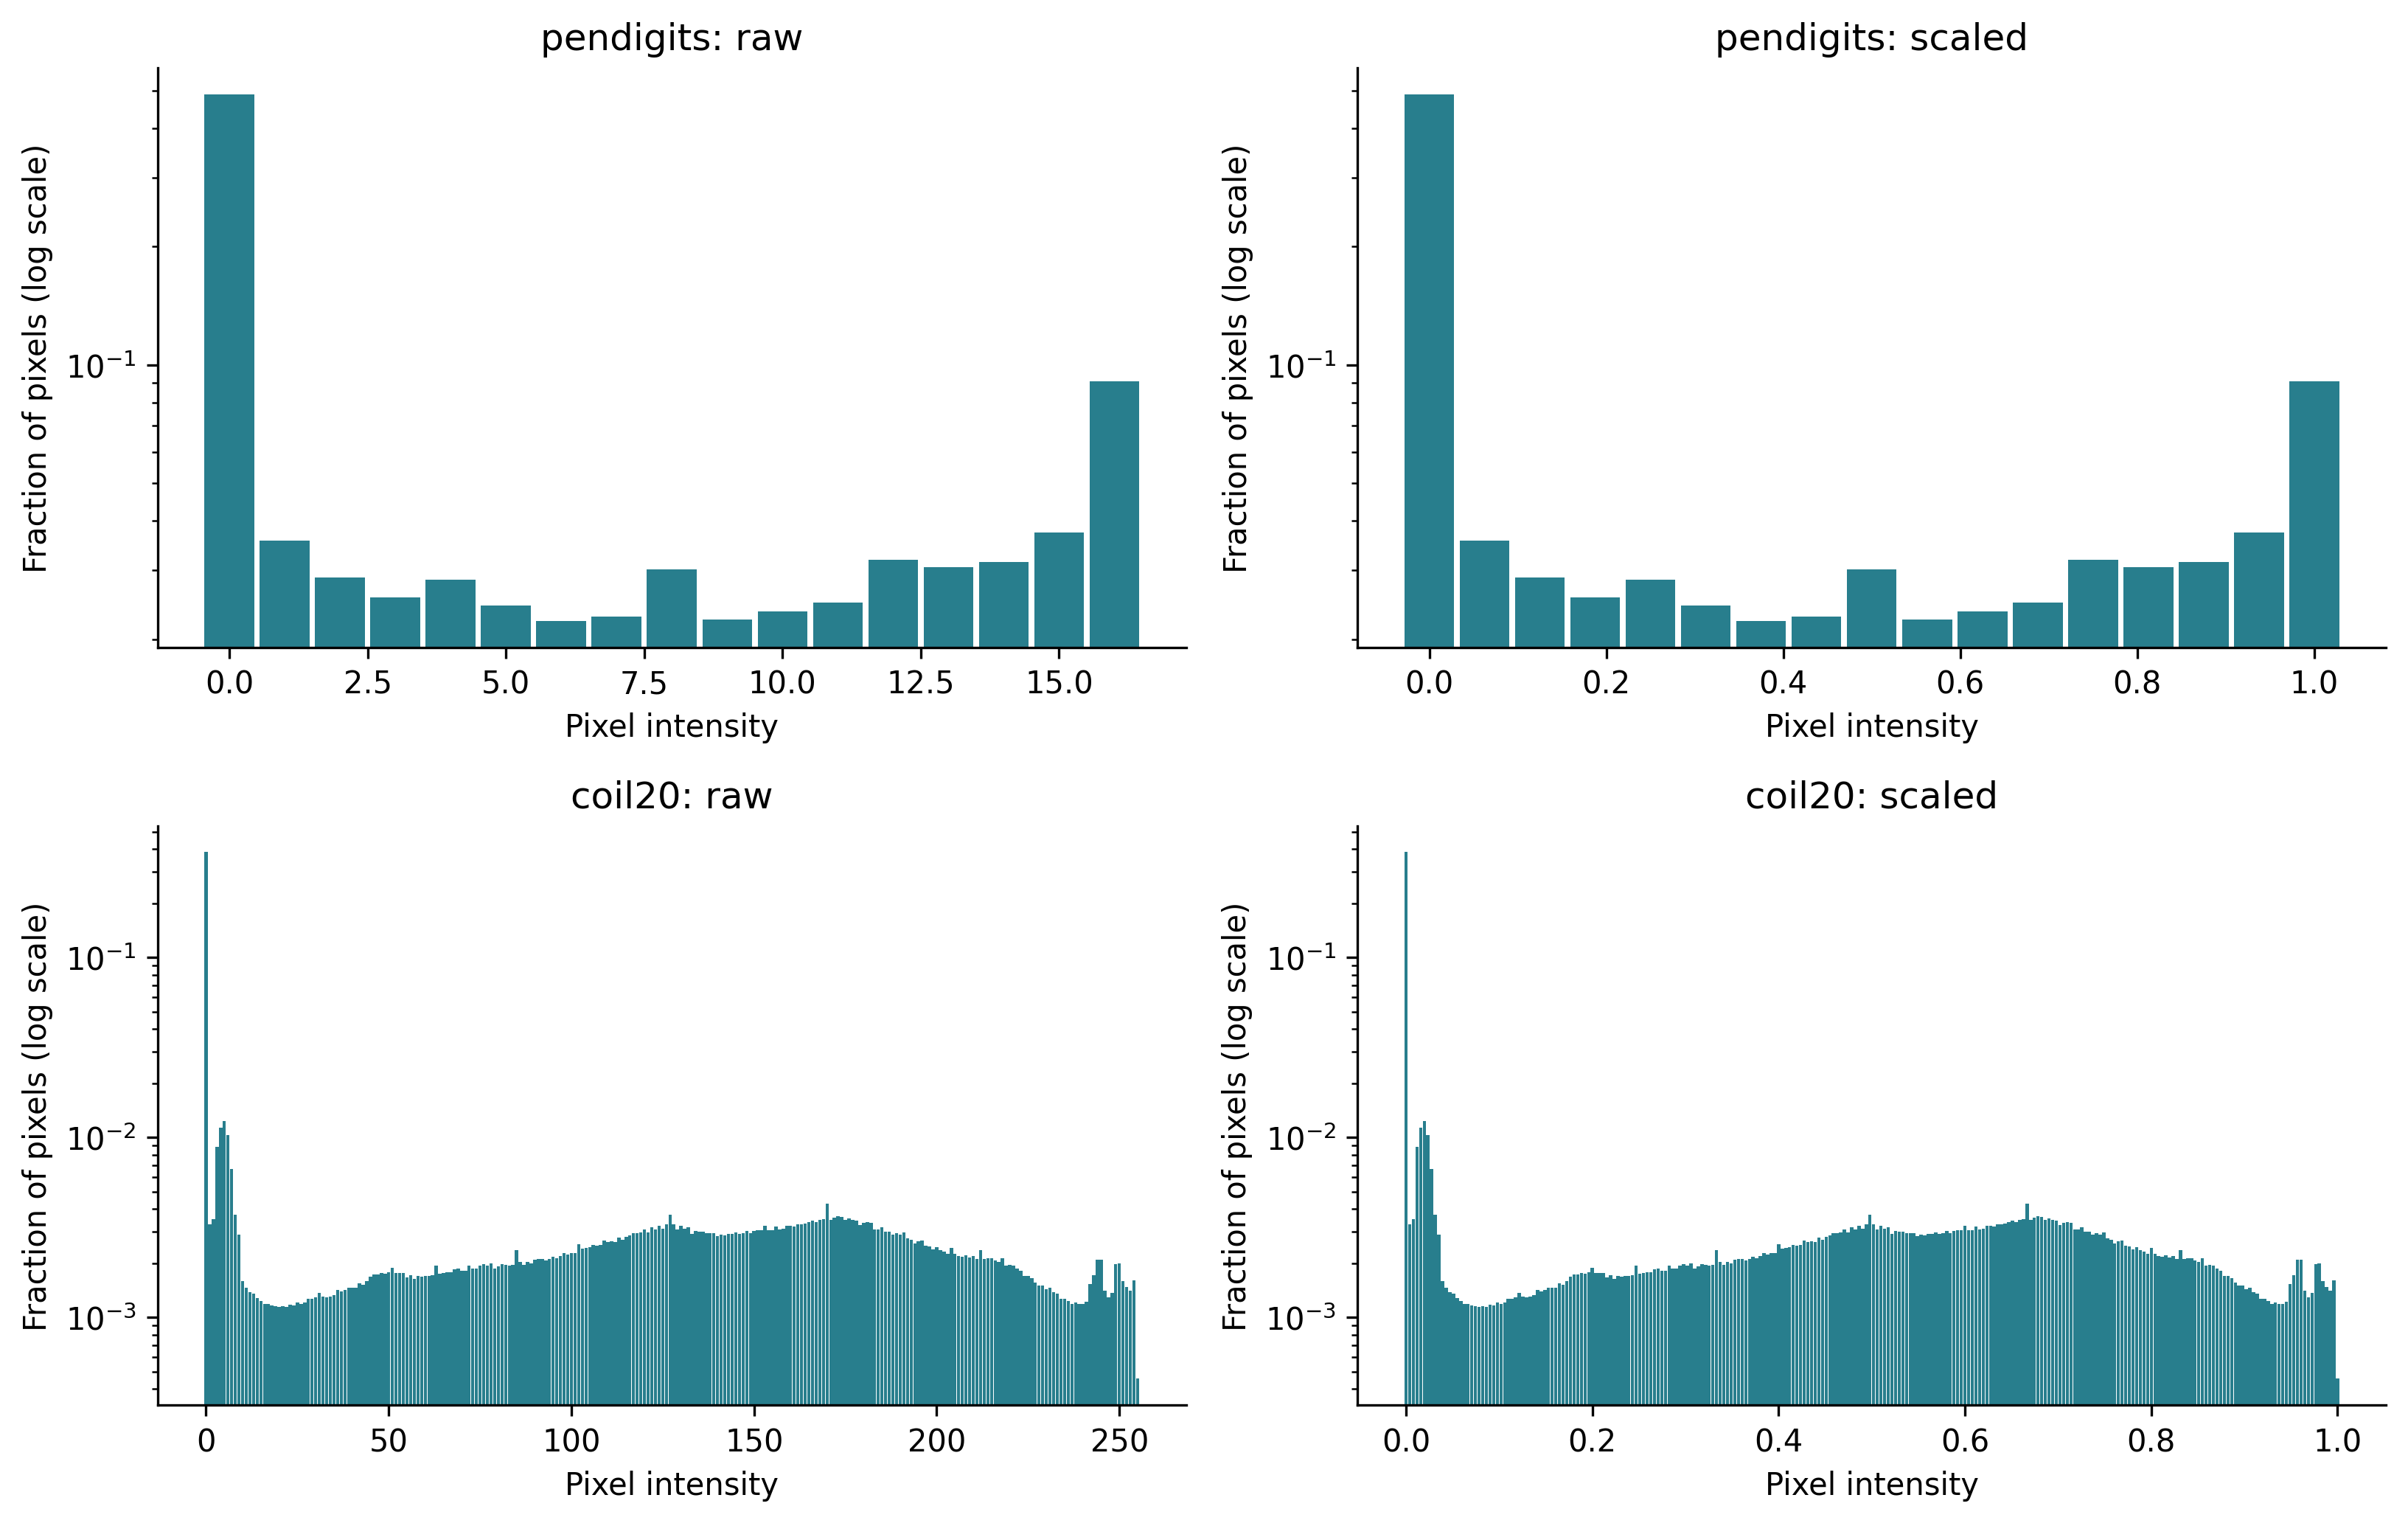 pendigits: raw
Fraction of pixels (log scale)
10⁻¹
0.0 2.5 5.0 7.5 10.0 12.5 15.0
Pixel intensity
pendigits: scaled
Fraction of pixels (log scale)
10⁻¹
0.0 0.2 0.4 0.6 0.8 1.0
Pixel intensity
coil20: raw
Fraction of pixels (log scale)
10⁻¹
10⁻²
10⁻³
0 50 100 150 200 250
Pixel intensity
coil20: scaled
Fraction of pixels (log scale)
10⁻¹
10⁻²
10⁻³
0.0 0.2 0.4 0.6 0.8 1.0
Pixel intensity